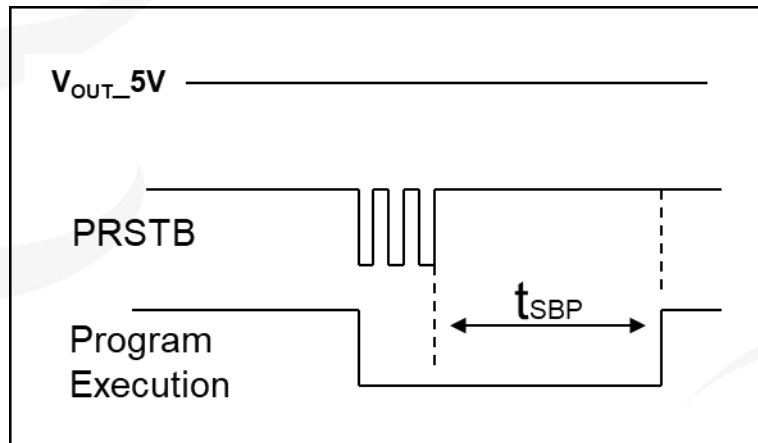 VOUT_5V
PRSTB
tSBP
Program
Execution